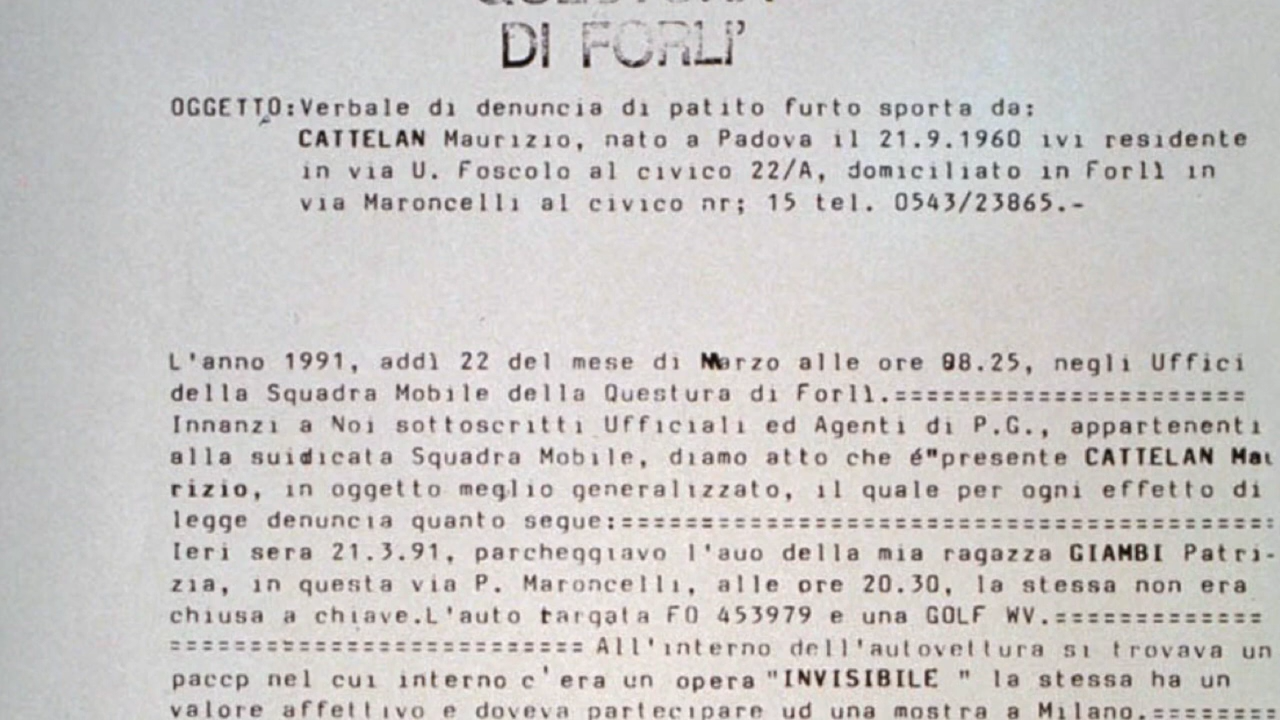 QUESTURA
DI FORLI'
OGGETTO:Verbale di denuncia di patito furto sporta da:
CATTELAN Maurizio, nato a Padova il 21.9.1960 ivi residente
in via U. Foscolo al civico 22/A, domiciliato in Forlì in
via Maroncelli al civico nr; 15 tel. 0543/23865.-
L'anno 1991, addì 22 del mese di Marzo alle ore 08.25, negli Uffici
della Squadra Mobile della Questura di Forlì.======================
Innanzi a Noi sottoscritti Ufficiali ed Agenti di P.G., appartenenti
alla suidicata Squadra Mobile, diamo atto che é"presente CATTELAN Mau
rizio, in oggetto meglio generalizzato, il quale per ogni effetto di
legge denuncia quanto segue:=========================================
Ieri sera 21.3.91, parcheggiavo l'auo della mia ragazza GIAMBI Patri-
zia, in questa via P. Maroncelli, alle ore 20.30, la stessa non era
chiusa a chiave.L'auto targata FO 453979 e una GOLF WV.=============
========================== All'interno dell'autovettura si trovava un
paccp nel cui interno c'era un opera "INVISIBILE " la stessa ha un
valore affettivo e doveva partecipare ud una mostra a Milano.========